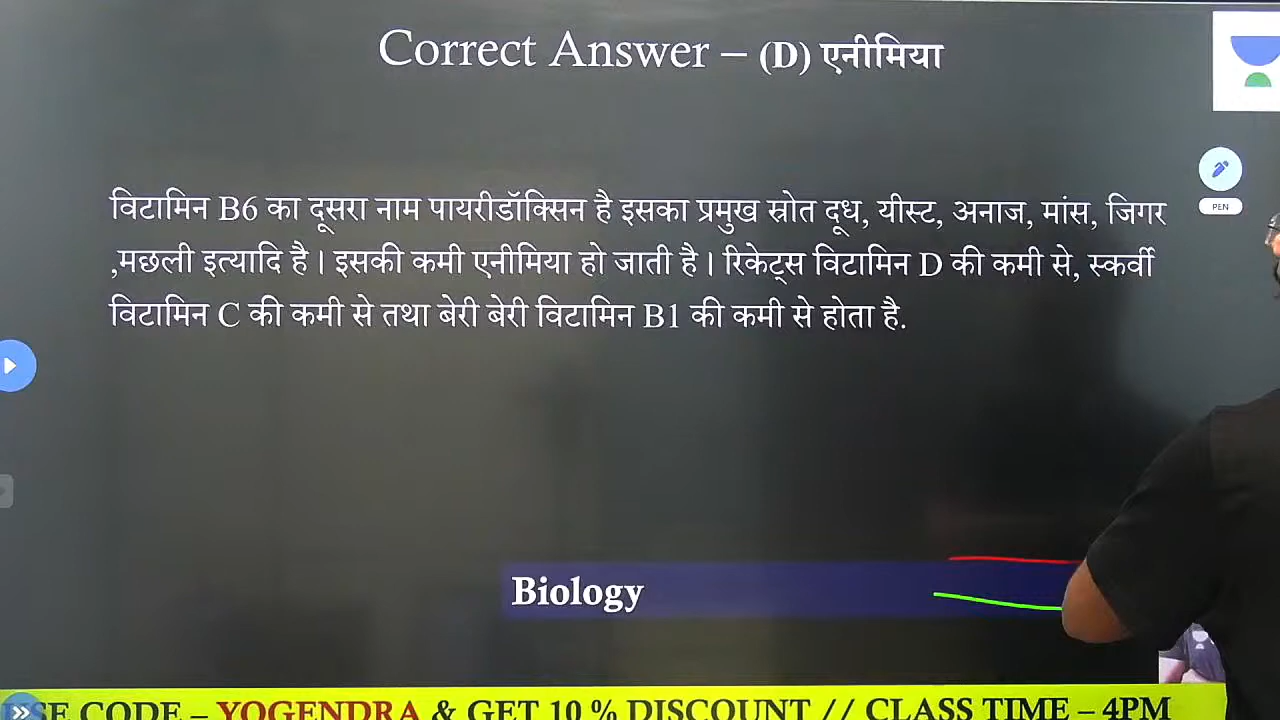 Correct Answer – (D) एनीमिया
विटामिन B6 का दूसरा नाम पायरीडॉक्सिन है इसका प्रमुख स्रोत दूध, यीस्ट, अनाज, मांस, जिगर
,मछली इत्यादि है। इसकी कमी एनीमिया हो जाती है। रिकेट्स विटामिन D की कमी से, स्कर्वी
विटामिन C की कमी से तथा बेरी बेरी विटामिन B1 की कमी से होता है.
PEN
Biology
SE CODE – YOGENDRA & GET 10 % DISCOUNT // CLASS TIME – 4PM